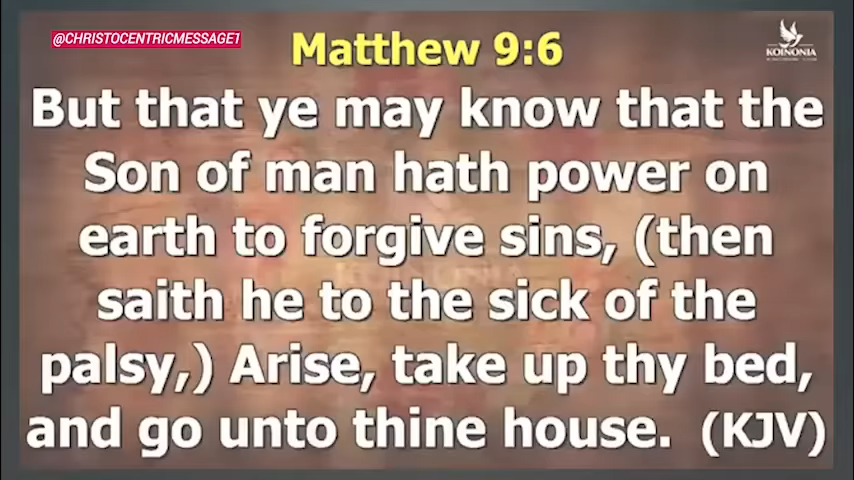 @CHRISTOCENTRICMESSAGE1
KOINONIA
Matthew 9:6
But that ye may know that the
Son of man hath power on
earth to forgive sins, (then
saith he to the sick of the
palsy,) Arise, take up thy bed,
and go unto thine house. (KJV)